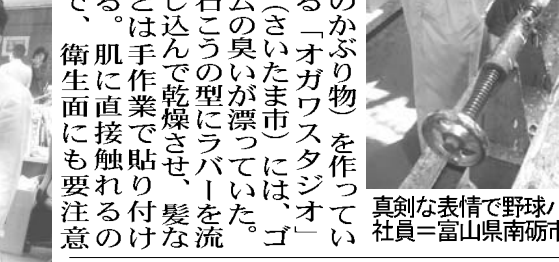 のかぶり物）を作ってい
る「オガワスタジオ」
（さいたま市）には、ゴ
ムの臭いが漂っていた。
石こうの型にラバーを流
し込んで乾燥させ、髪な
どは手作業で貼り付け
る。肌に直接触れるの
で、衛生面にも要注意
真剣な表情で野球
社員＝富山県南砺市